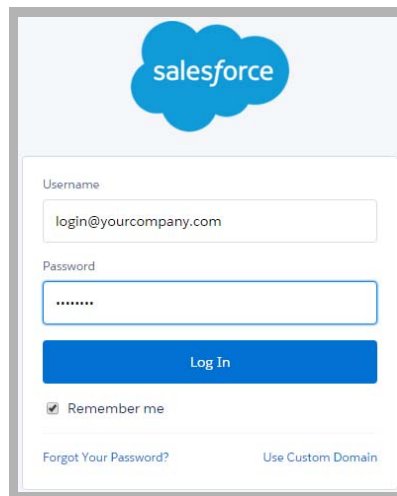 salesforce
Username
login@yourcompany.com
Password
••••••••
Log In
Remember me
Forgot Your Password? Use Custom Domain